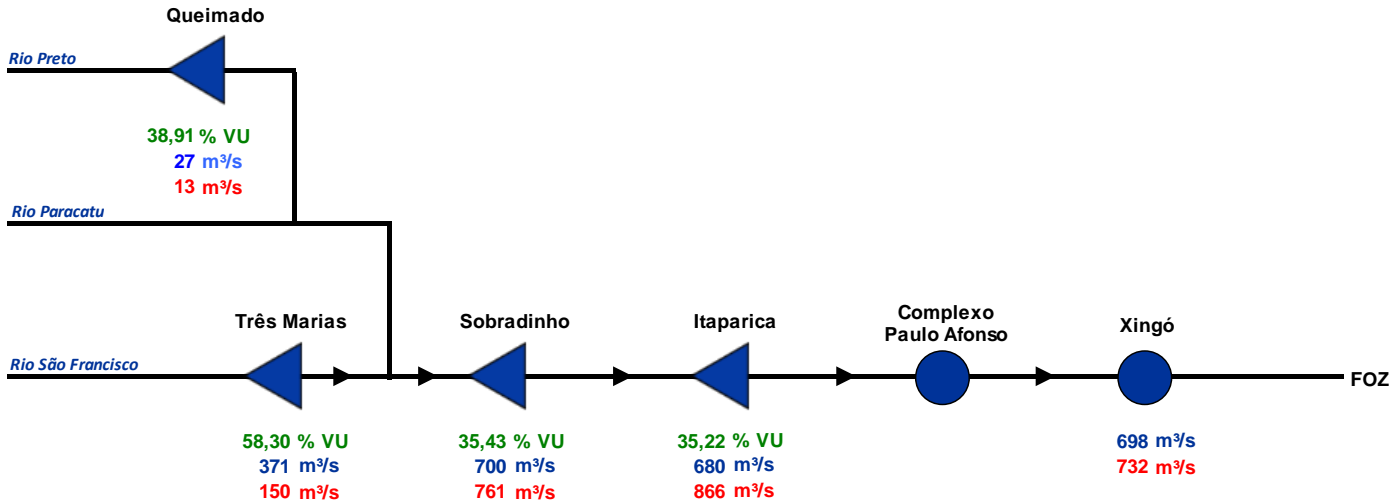 Queimado
Rio Preto
38,91 % VU
27 m³/s
13 m³/s
Rio Paracatu
Três Marias
Sobradinho
Itaparica
Complexo
Paulo Afonso
Xingó
Rio São Francisco
FOZ
58,30 % VU
371 m³/s
150 m³/s
35,43 % VU
700 m³/s
761 m³/s
35,22 % VU
680 m³/s
866 m³/s
698 m³/s
732 m³/s